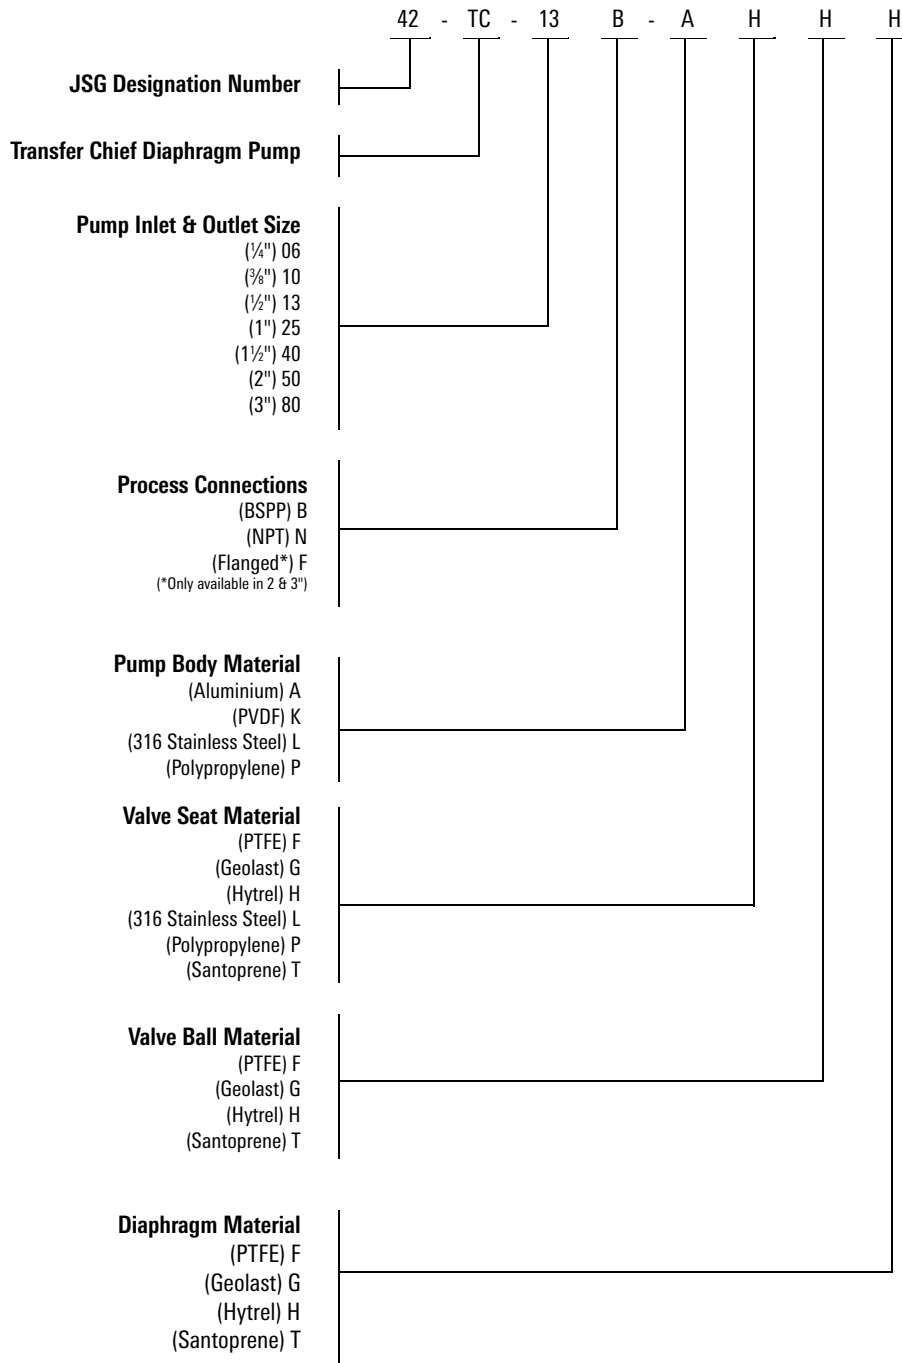 42 - TC - 13 B - A H H H
JSG Designation Number
Transfer Chief Diaphragm Pump
Pump Inlet & Outlet Size
(¼") 06
(⅜") 10
(½") 13
(1") 25
(1½") 40
(2") 50
(3") 80
Process Connections
(BSPP) B
(NPT) N
(Flanged*) F
(*Only available in 2 & 3")
Pump Body Material
(Aluminium) A
(PVDF) K
(316 Stainless Steel) L
(Polypropylene) P
Valve Seat Material
(PTFE) F
(Geolast) G
(Hytrel) H
(316 Stainless Steel) L
(Polypropylene) P
(Santoprene) T
Valve Ball Material
(PTFE) F
(Geolast) G
(Hytrel) H
(Santoprene) T
Diaphragm Material
(PTFE) F
(Geolast) G
(Hytrel) H
(Santoprene) T